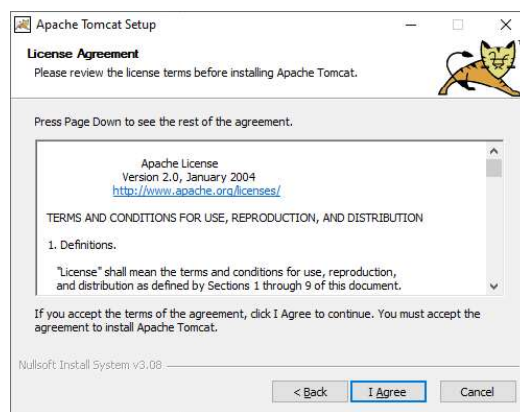 Apache Tomcat Setup
License Agreement
Please review the license terms before installing Apache Tomcat.
Press Page Down to see the rest of the agreement.
Apache License
Version 2.0, January 2004
http://www.apache.org/licenses/
TERMS AND CONDITIONS FOR USE, REPRODUCTION, AND DISTRIBUTION
1. Definitions.
"License" shall mean the terms and conditions for use, reproduction,
and distribution as defined by Sections 1 through 9 of this document.
If you accept the terms of the agreement, click I Agree to continue. You must accept the
agreement to install Apache Tomcat.
Nullsoft Install System v3.08
< Back I Agree Cancel